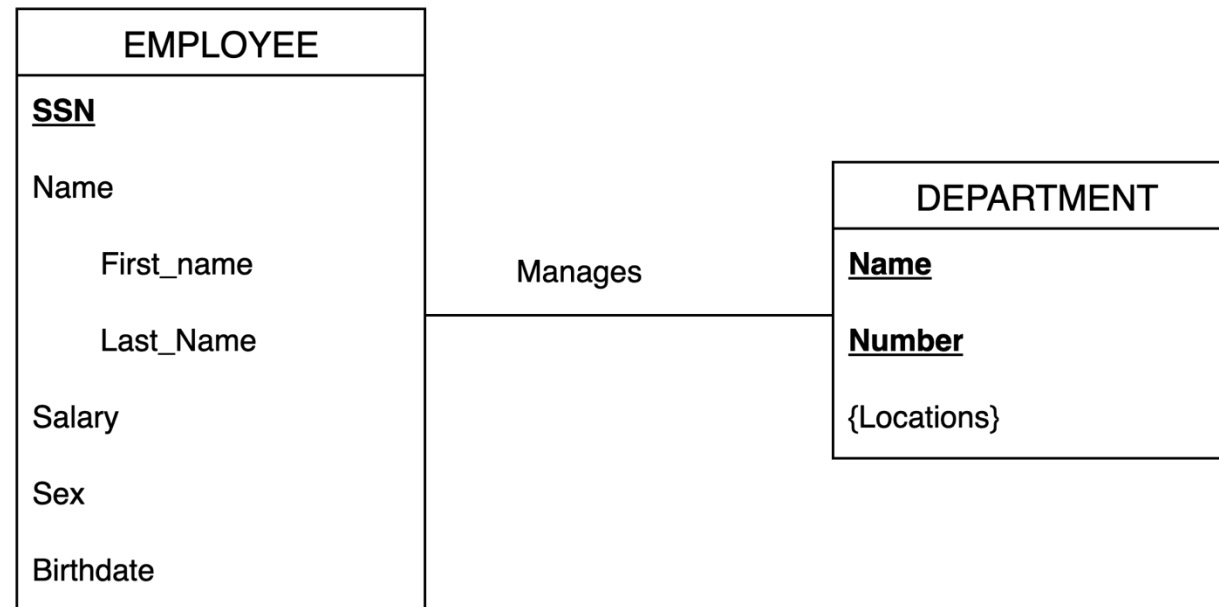 EMPLOYEE
SSN
Name
First_name
Last_Name
Salary
Sex
Birthdate
Manages
DEPARTMENT
Name
Number
{Locations}